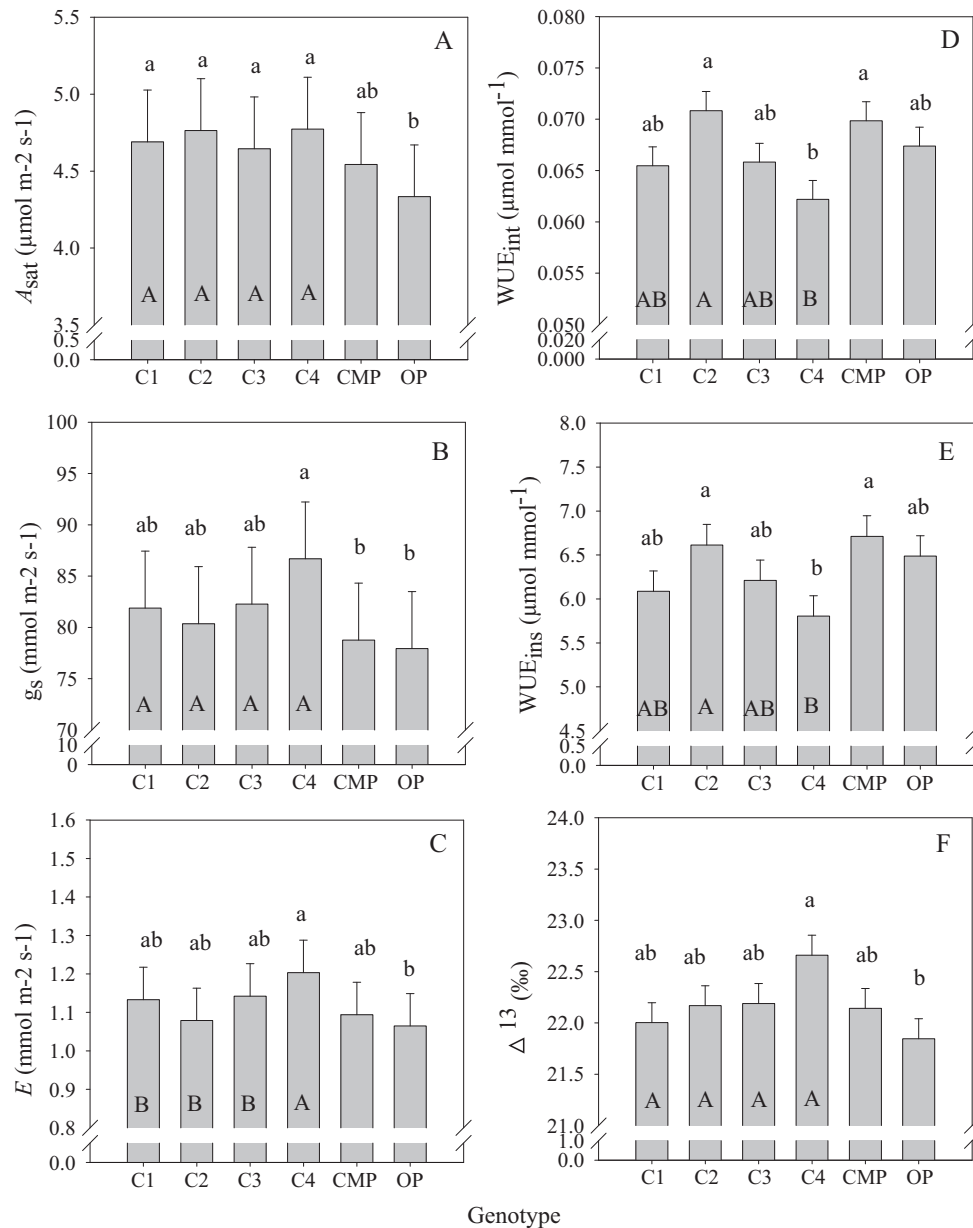 A
A_sat (µmol m-2 s-1)
5.5
5.0
4.5
4.0
3.5
0.5
0.0
a a a a ab b
A A A A
C1 C2 C3 C4 CMP OP
B
g_s (mmol m-2 s-1)
100
95
90
85
80
75
70
10
0
ab ab ab a b b
A A A A
C1 C2 C3 C4 CMP OP
C
E (mmol m-2 s-1)
1.6
1.5
1.4
1.3
1.2
1.1
1.0
0.9
0.8
0.0
ab ab ab a ab b
B B B A
C1 C2 C3 C4 CMP OP
D
WUE_int (µmol mmol⁻¹)
0.080
0.075
0.070
0.065
0.060
0.055
0.050
0.020
0.000
ab a ab b a ab
AB A AB B
C1 C2 C3 C4 CMP OP
E
WUE_ins (µmol mmol⁻¹)
8.0
7.5
7.0
6.5
6.0
5.5
5.0
4.5
0.5
0.0
ab a ab b a ab
AB A AB B
C1 C2 C3 C4 CMP OP
F
△ 13 (‰)
24.0
23.5
23.0
22.5
22.0
21.5
21.0
1.0
0.0
ab ab ab a ab b
A A A A
C1 C2 C3 C4 CMP OP
Genotype